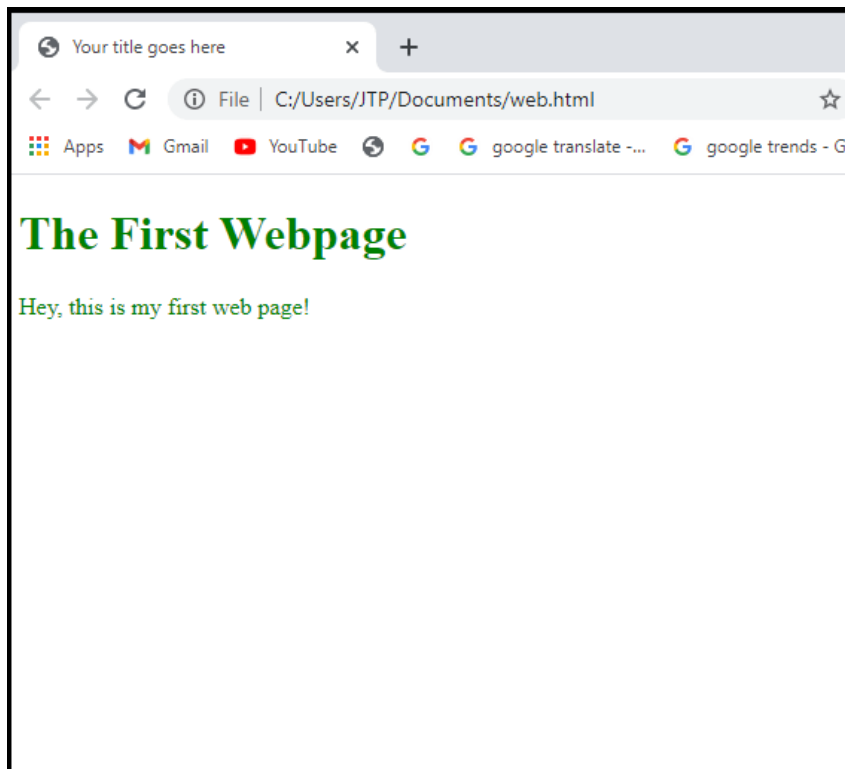 Your title goes here
File C:/Users/JTP/Documents/web.html
Apps Gmail YouTube google translate -... google trends - G
The First Webpage
Hey, this is my first web page!